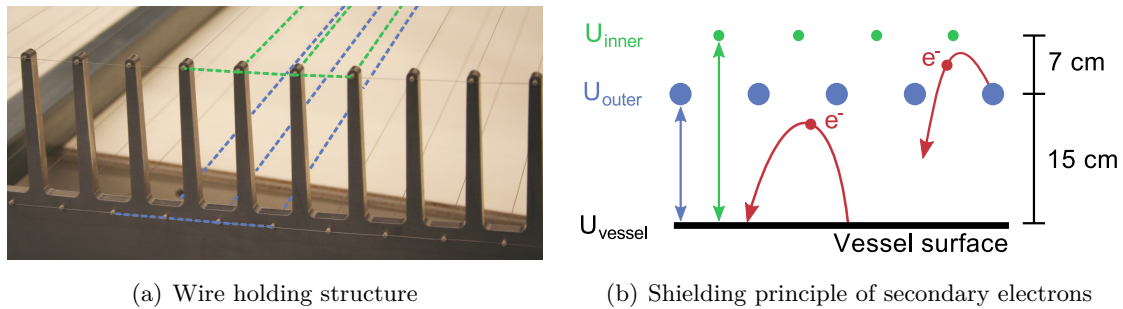 U_inner
e⁻
7 cm
U_outer
e⁻
15 cm
U_vessel
Vessel surface
(a) Wire holding structure
(b) Shielding principle of secondary electrons